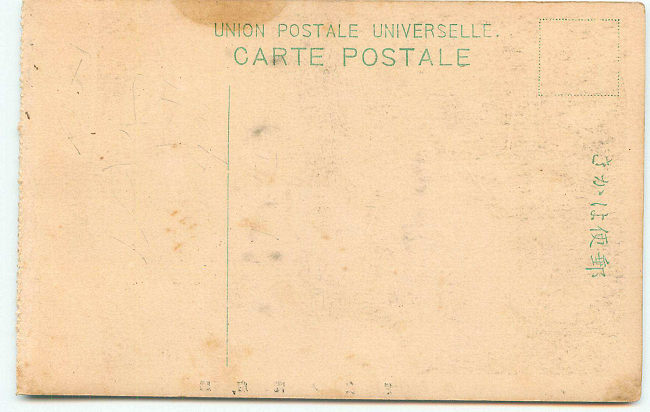 UNION POSTALE UNIVERSELLE.
CARTE POSTALE
郵便はかき